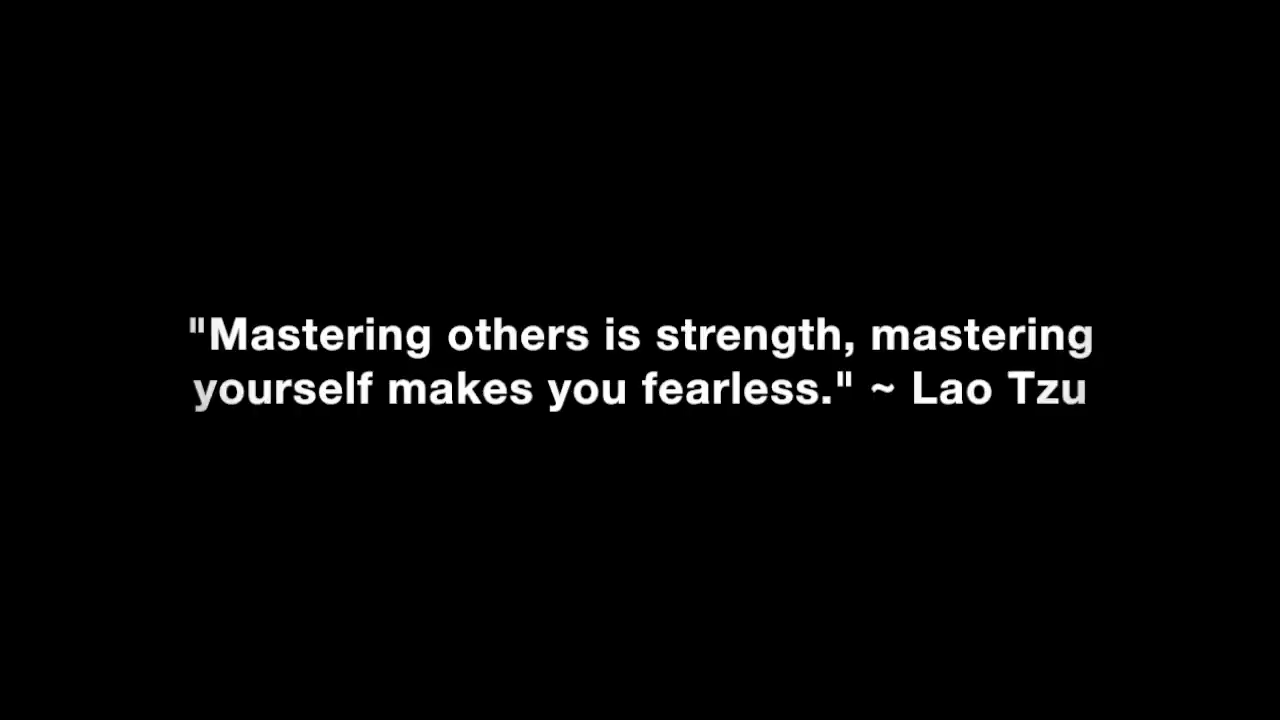 "Mastering others is strength, mastering
yourself makes you fearless." ~ Lao Tzu